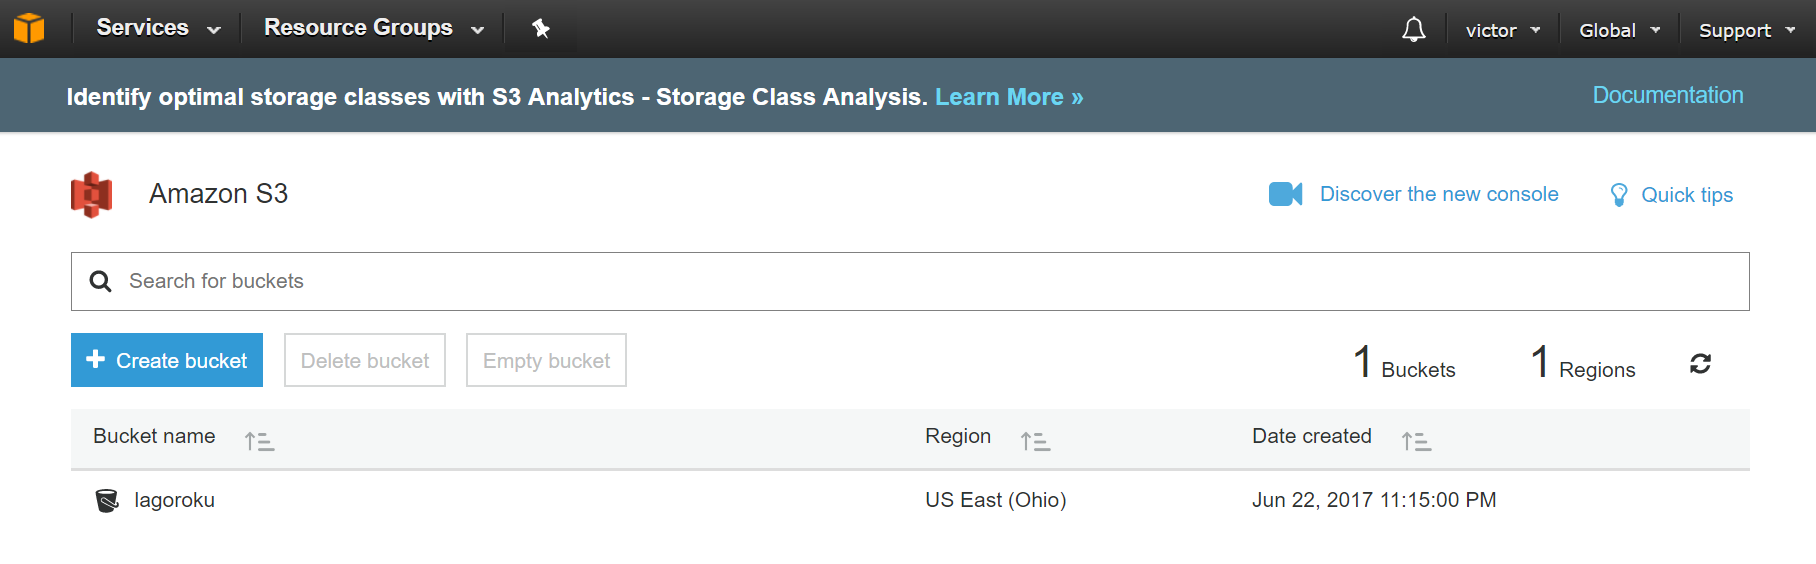 Services Resource Groups victor Global Support
Identify optimal storage classes with S3 Analytics - Storage Class Analysis. Learn More » Documentation
Amazon S3 Discover the new console Quick tips
Search for buckets
Create bucket Delete bucket Empty bucket 1 Buckets 1 Regions
Bucket name Region Date created
lagoroku US East (Ohio) Jun 22, 2017 11:15:00 PM